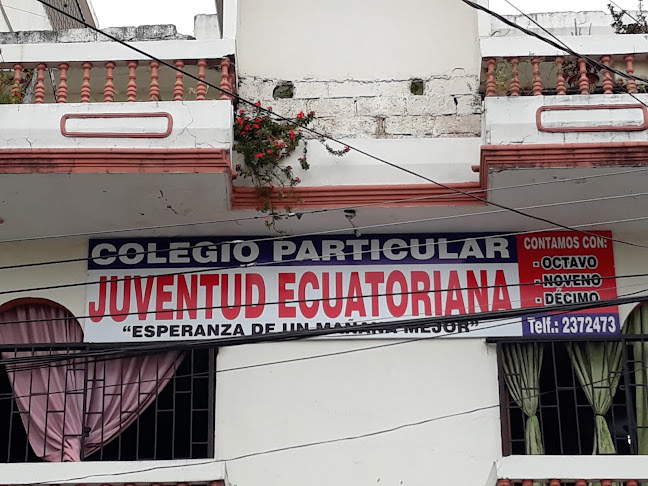 COLEGIO PARTICULAR
JUVENTUD ECUATORIANA
"ESPERANZA DE UN MAÑANA MEJOR"
CONTAMOS CON:
- OCTAVO
- NOVENO
- DÉCIMO
Telf.: 2372473